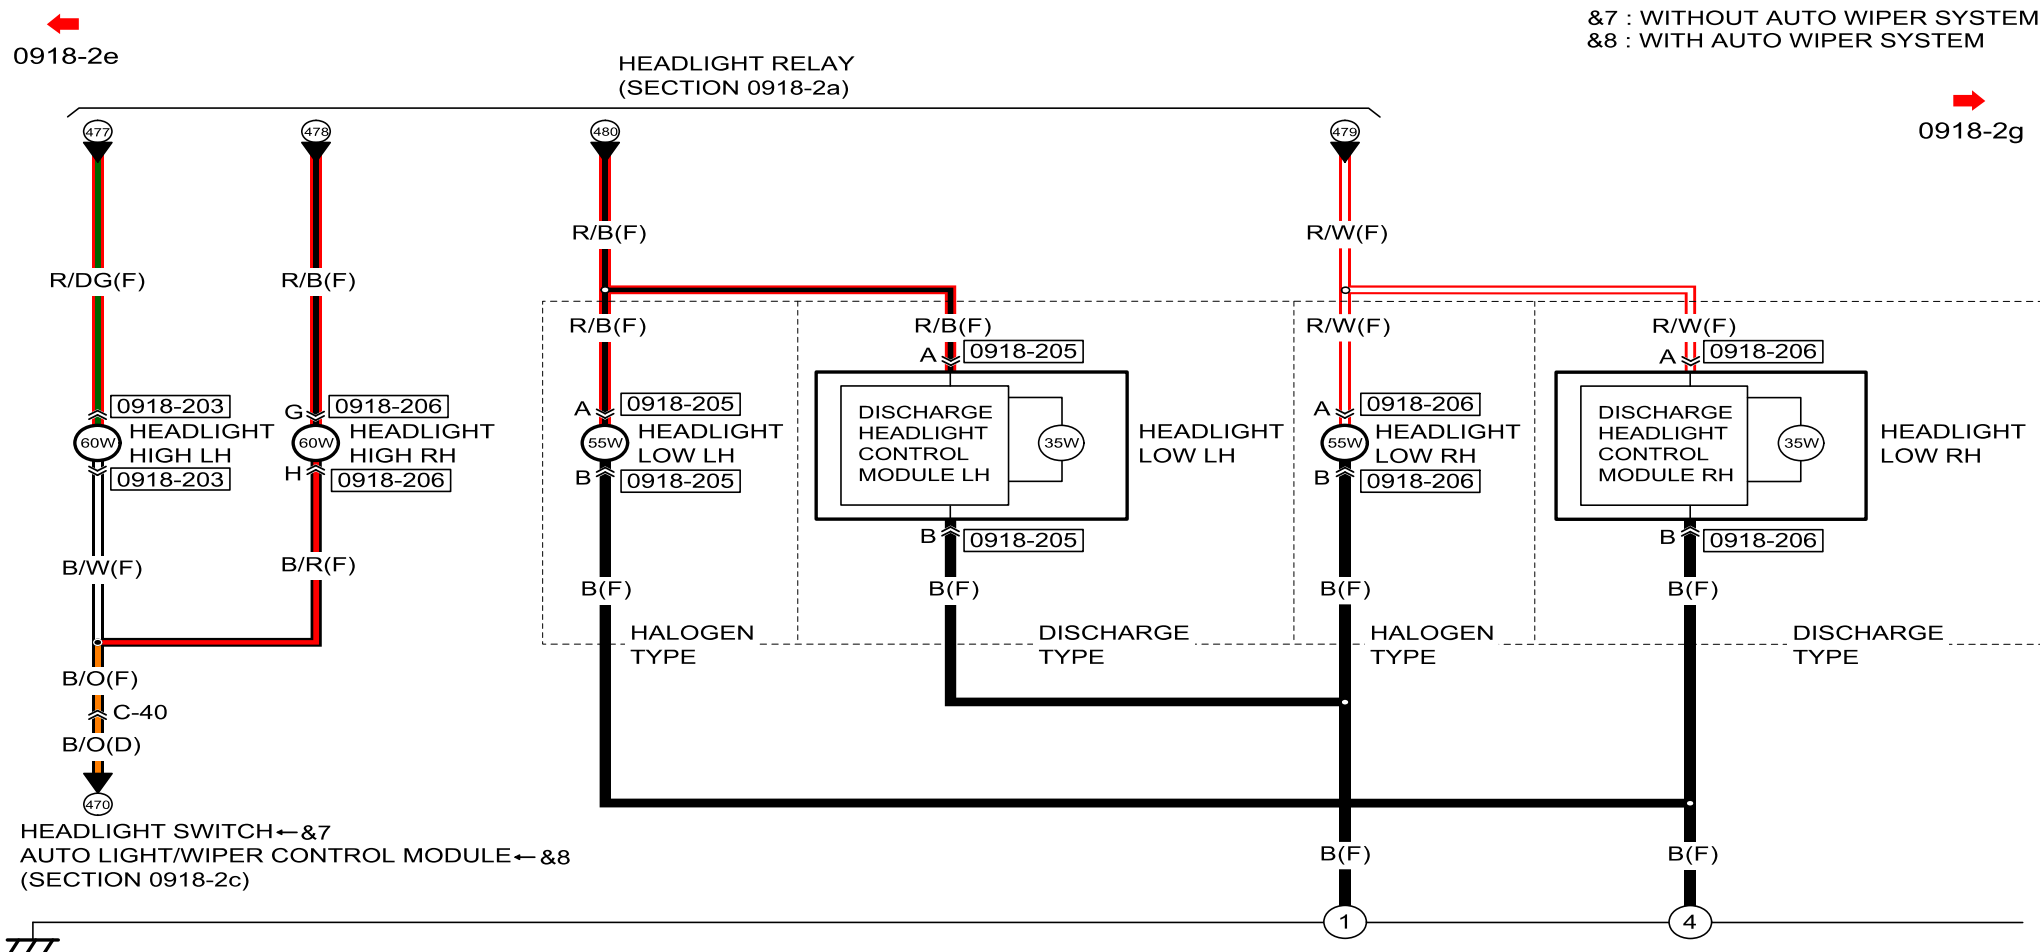 0918-2e
&7 : WITHOUT AUTO WIPER SYSTEM
&8 : WITH AUTO WIPER SYSTEM
HEADLIGHT RELAY
(SECTION 0918-2a)
0918-2g
477
478
480
479
R/B(F)
R/W(F)
R/DG(F)
R/B(F)
R/B(F)
R/B(F)
R/W(F)
R/W(F)
A
0918-205
A
0918-206
0918-203
G
0918-206
A
0918-205
A
0918-206
60W
HEADLIGHT
HIGH LH
0918-203
60W
HEADLIGHT
HIGH RH
H
0918-206
55W
HEADLIGHT
LOW LH
B
0918-205
DISCHARGE
HEADLIGHT
CONTROL
MODULE LH
35W
HEADLIGHT
LOW LH
B
0918-205
55W
HEADLIGHT
LOW RH
B
0918-206
DISCHARGE
HEADLIGHT
CONTROL
MODULE RH
35W
HEADLIGHT
LOW RH
B
0918-206
B/W(F)
B/R(F)
B(F)
B(F)
B(F)
B(F)
HALOGEN
TYPE
DISCHARGE
TYPE
HALOGEN
TYPE
DISCHARGE
TYPE
B/O(F)
C-40
B/O(D)
470
HEADLIGHT SWITCH←&7
AUTO LIGHT/WIPER CONTROL MODULE←&8
(SECTION 0918-2c)
B(F)
B(F)
1
4